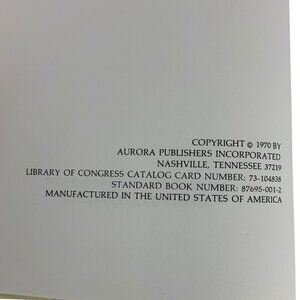 COPYRIGHT © 1970 BY
AURORA PUBLISHERS INCORPORATED
NASHVILLE, TENNESSEE 37219
LIBRARY OF CONGRESS CATALOG CARD NUMBER: 73-104838
STANDARD BOOK NUMBER: 87695-001-2
MANUFACTURED IN THE UNITED STATES OF AMERICA